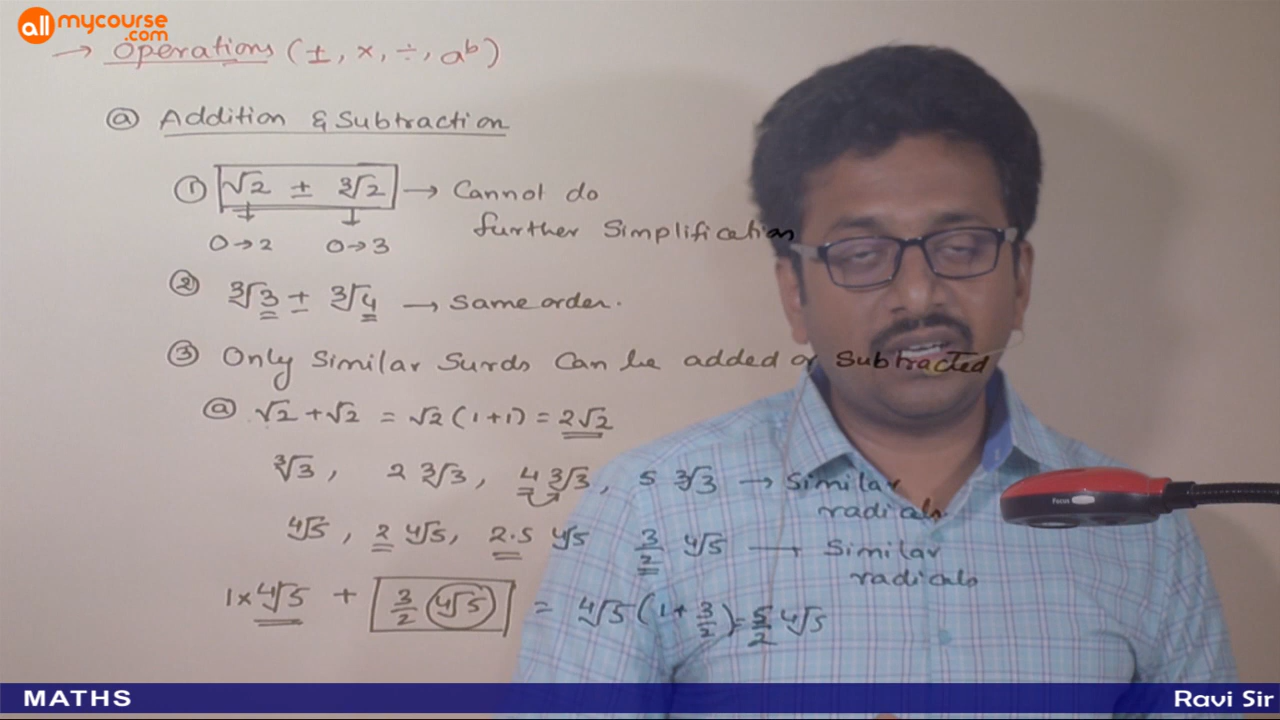 allmycourse.com
→ Operations (±, ×, ÷, aᵇ)
ⓐ Addition & Subtraction
① √2 ± ∛2 → Cannot do
further Simplification
O→2 O→3
② ∛3 ± ∛4 → Same order.
③ Only Similar Surds Can be added or Subtracted
ⓐ √2 + √2 = √2 (1+1) = 2√2
∛3, 2 ∛3, 4 ∛3, 5 ∛3 → Similar
radicals.
∜5, 2 ∜5, 2.5 ∜5 3/2 ∜5 → Similar
radicals
1× ∜5 + 3/2 ∜5 = ∜5 (1 + 3/2) = 5/2 ∜5
MATHS
Ravi Sir
Focus